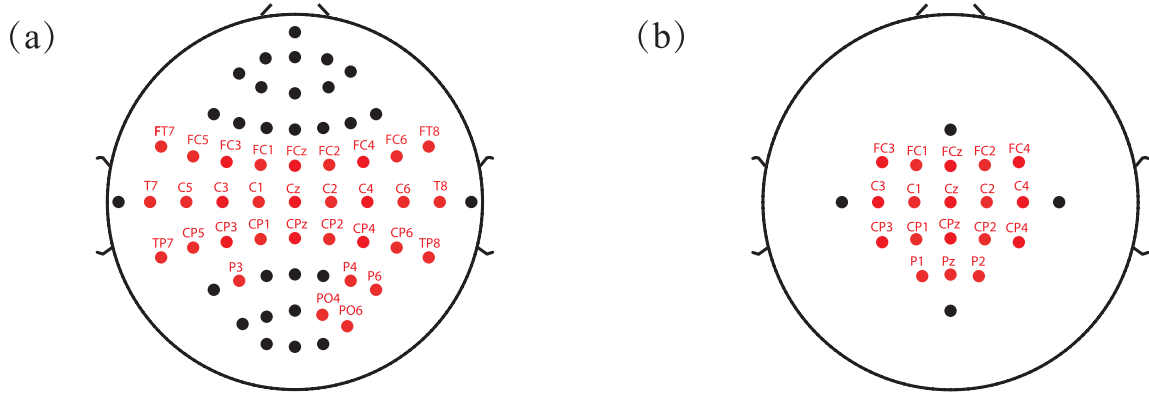 (a)
FT7 FC5 FC3 FC1 FCz FC2 FC4 FC6 FT8
T7 C5 C3 C1 Cz C2 C4 C6 T8
TP7 CP5 CP3 CP1 CPz CP2 CP4 CP6 TP8
P3 P4 P6
PO4
PO6
(b)
FC3 FC1 FCz FC2 FC4
C3 C1 Cz C2 C4
CP3 CP1 CPz CP2 CP4
P1 Pz P2